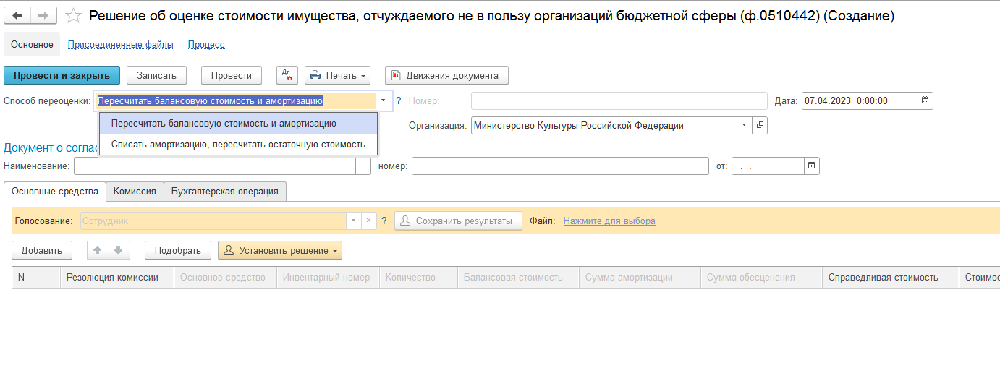 Решение об оценке стоимости имущества, отчуждаемого не в пользу организаций бюджетной сферы (ф.0510442) (Создание)
Основное Присоединенные файлы Процесс
Провести и закрыть Записать Провести Дт Кт Печать Движения документа
Способ переоценки: Пересчитать балансовую стоимость и амортизацию ? Номер: Дата: 07.04.2023 0:00:00
Пересчитать балансовую стоимость и амортизацию
Организация: Министерство Культуры Российской Федерации
Списать амортизацию, пересчитать остаточную стоимость
Документ о соглас
Наименование: ... номер: от: . .
Основные средства Комиссия Бухгалтерская операция
Голосование: Сотрудник × ? Сохранить результаты Файл: Нажмите для выбора
Добавить Подобрать Установить решение
N Резолюция комиссии Основное средство Инвентарный номер Количество Балансовая стоимость Сумма амортизации Сумма обесценения Справедливая стоимость Стоимос